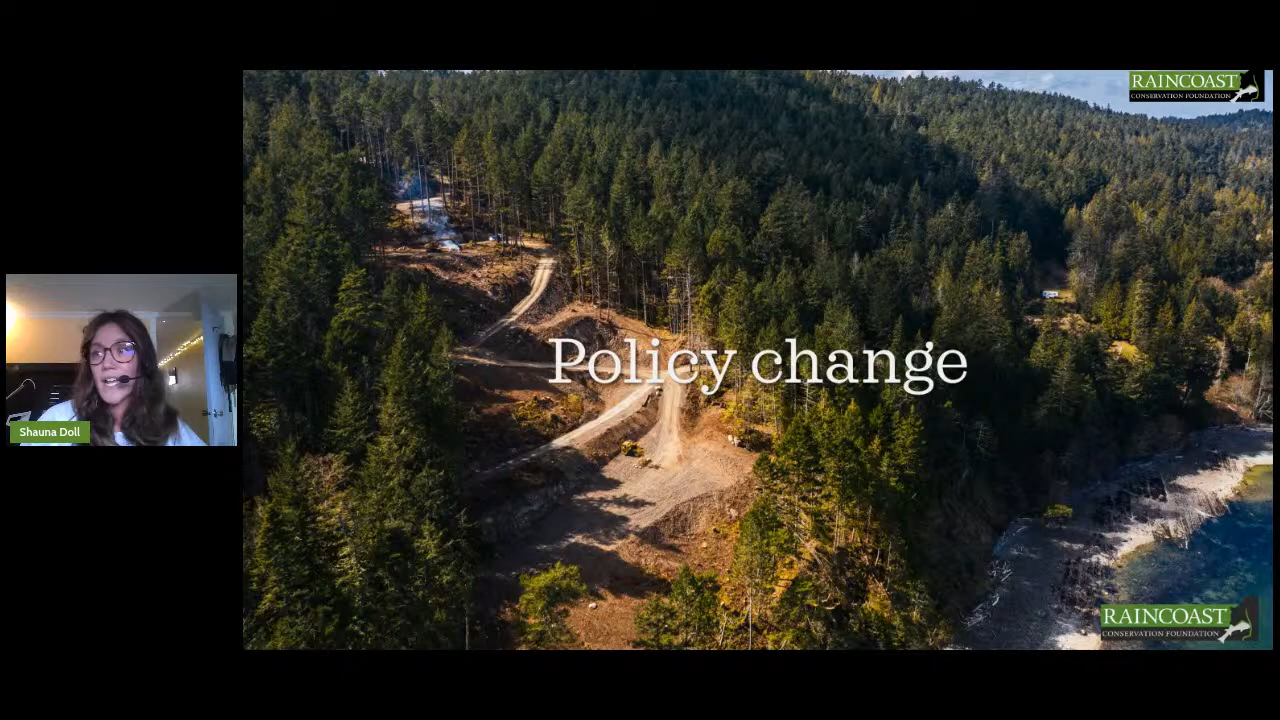 RAINCOAST
CONSERVATION FOUNDATION
Policy change
Shauna Doll
RAINCOAST
CONSERVATION FOUNDATION